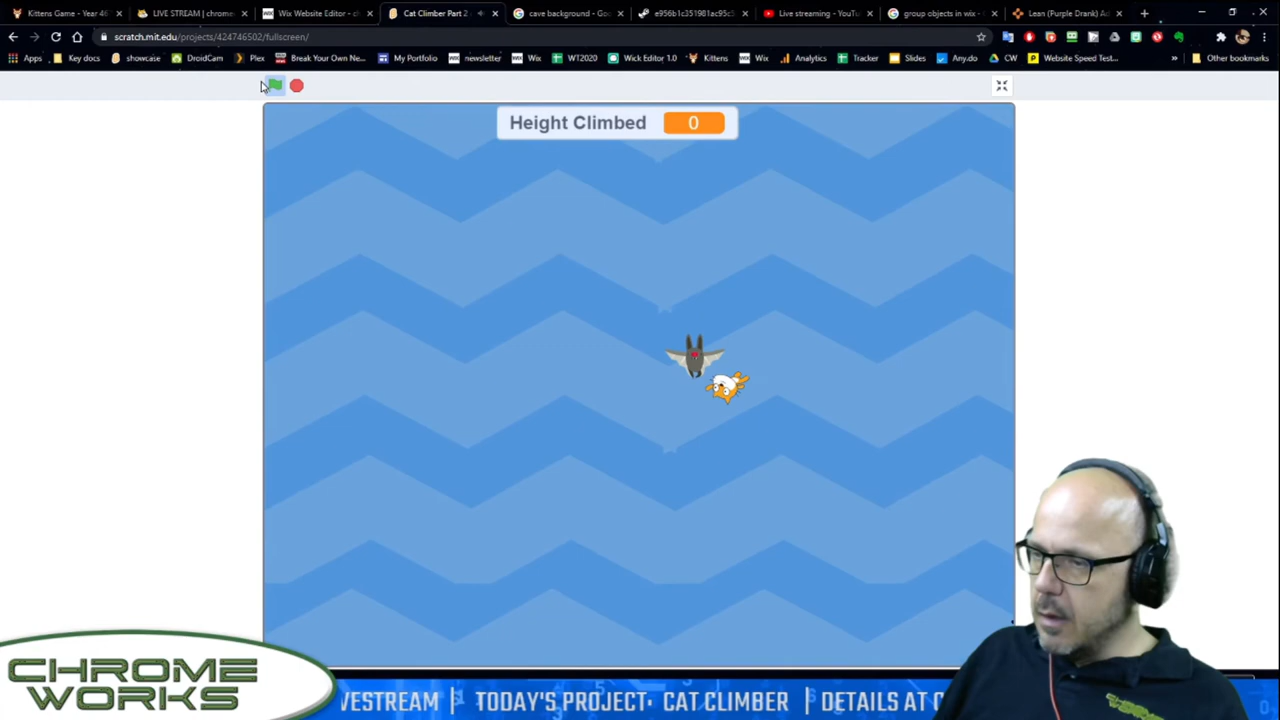 Kittens Game - Year 46
LIVE STREAM | chrome
Wix Website Editor - ch
Cat Climber Part 2
cave background - Goo
e956b1c351981ac95c5
Live streaming - YouTu
group objects in wix - G
Lean (Purple Drank) Ad
scratch.mit.edu/projects/424746502/fullscreen/
Apps
Key docs
showcase
DroidCam
Plex
Break Your Own Ne...
My Portfolio
newsletter
Wix
WT2020
Wick Editor 1.0
Kittens
Wix
Analytics
Tracker
Slides
Any.do
CW
Website Speed Test...
Other bookmarks
Height Climbed 0
CHROME
WORKS
VESTREAM | TODAY'S PROJECT: CAT CLIMBER | DETAILS AT C